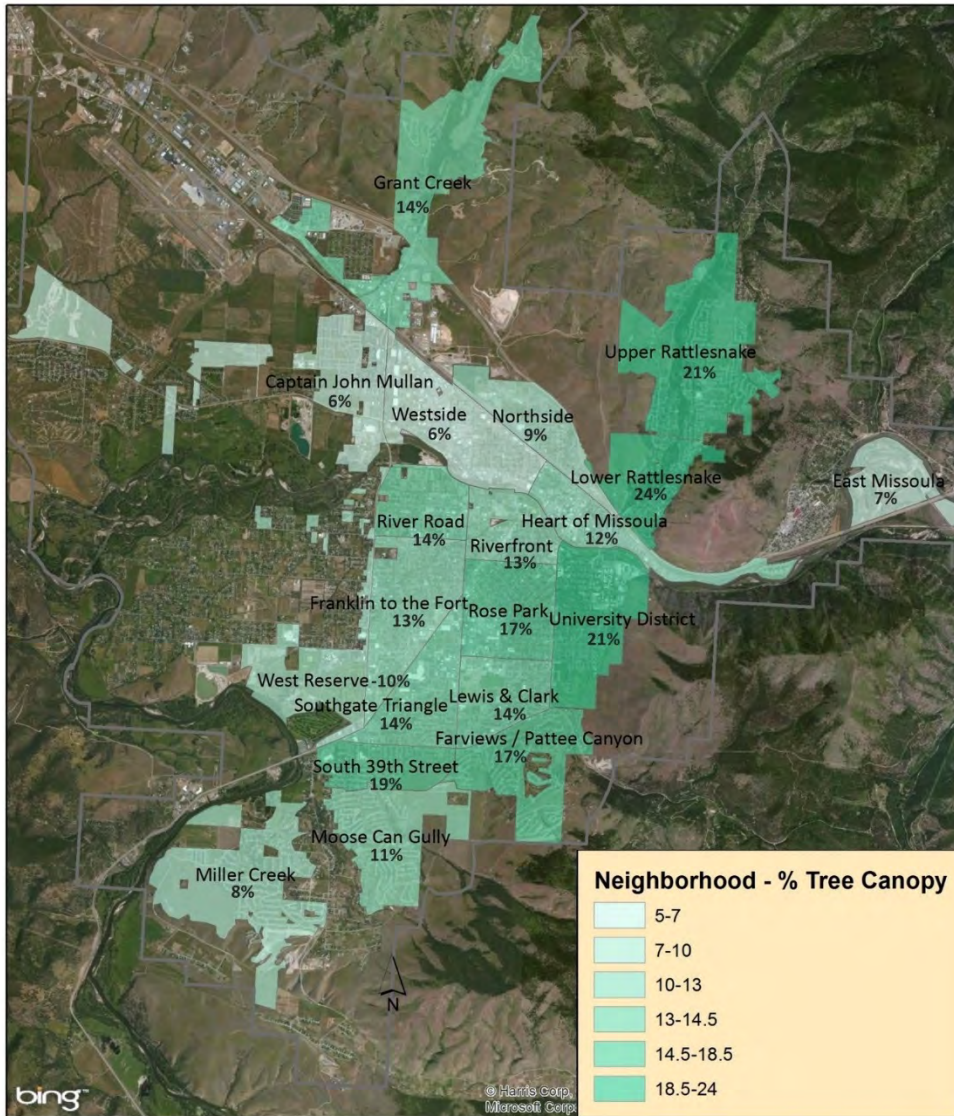 Grant Creek
14%
Upper Rattlesnake
21%
Captain John Mullan
6%
Westside
6%
Northside
9%
Lower Rattlesnake
24%
East Missoula
7%
River Road
14%
Heart of Missoula
12%
Riverfront
13%
Franklin to the Fort
13%
Rose Park
17%
University District
21%
West Reserve-10%
Southgate Triangle
14%
Lewis & Clark
14%
Farviews / Pattee Canyon
17%
South 39th Street
19%
Moose Can Gully
11%
Miller Creek
8%
N
bing™
© Harris Corp,
Microsoft Corp
Neighborhood - % Tree Canopy
5-7
7-10
10-13
13-14.5
14.5-18.5
18.5-24